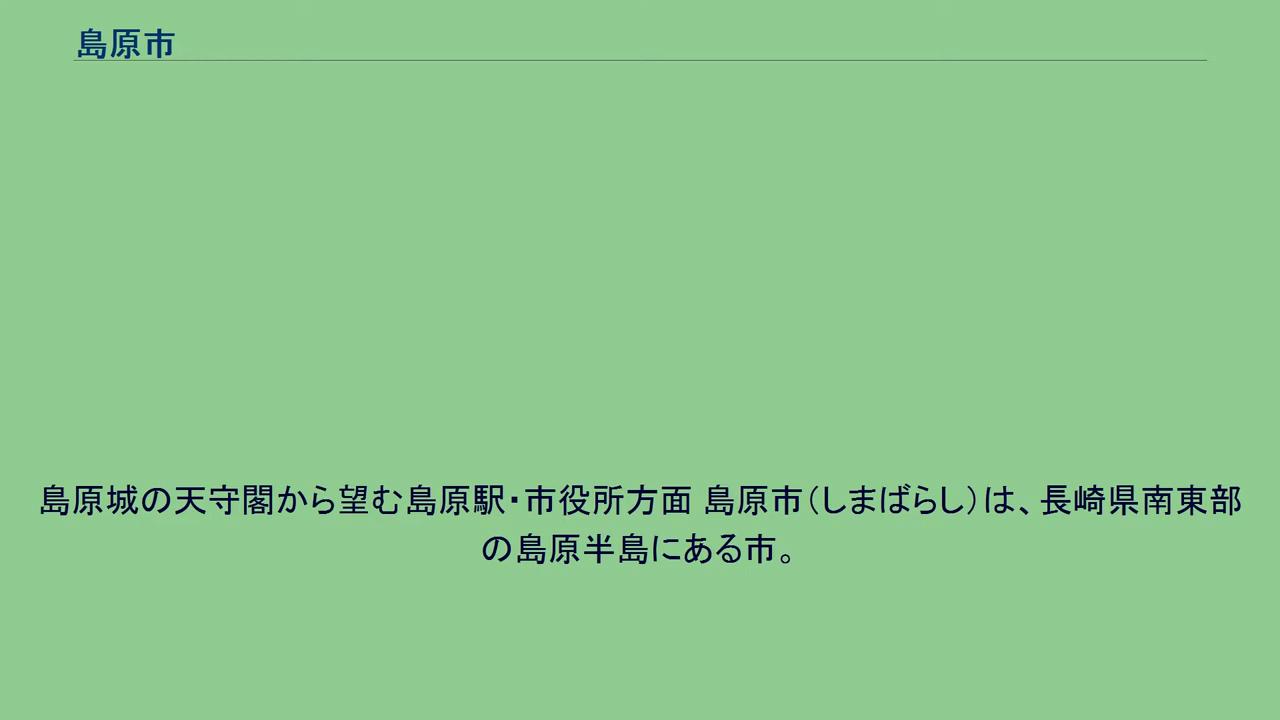 島原市
島原城の天守閣から望む島原駅・市役所方面 島原市（しまばらし）は、長崎県南東部
の島原半島にある市。